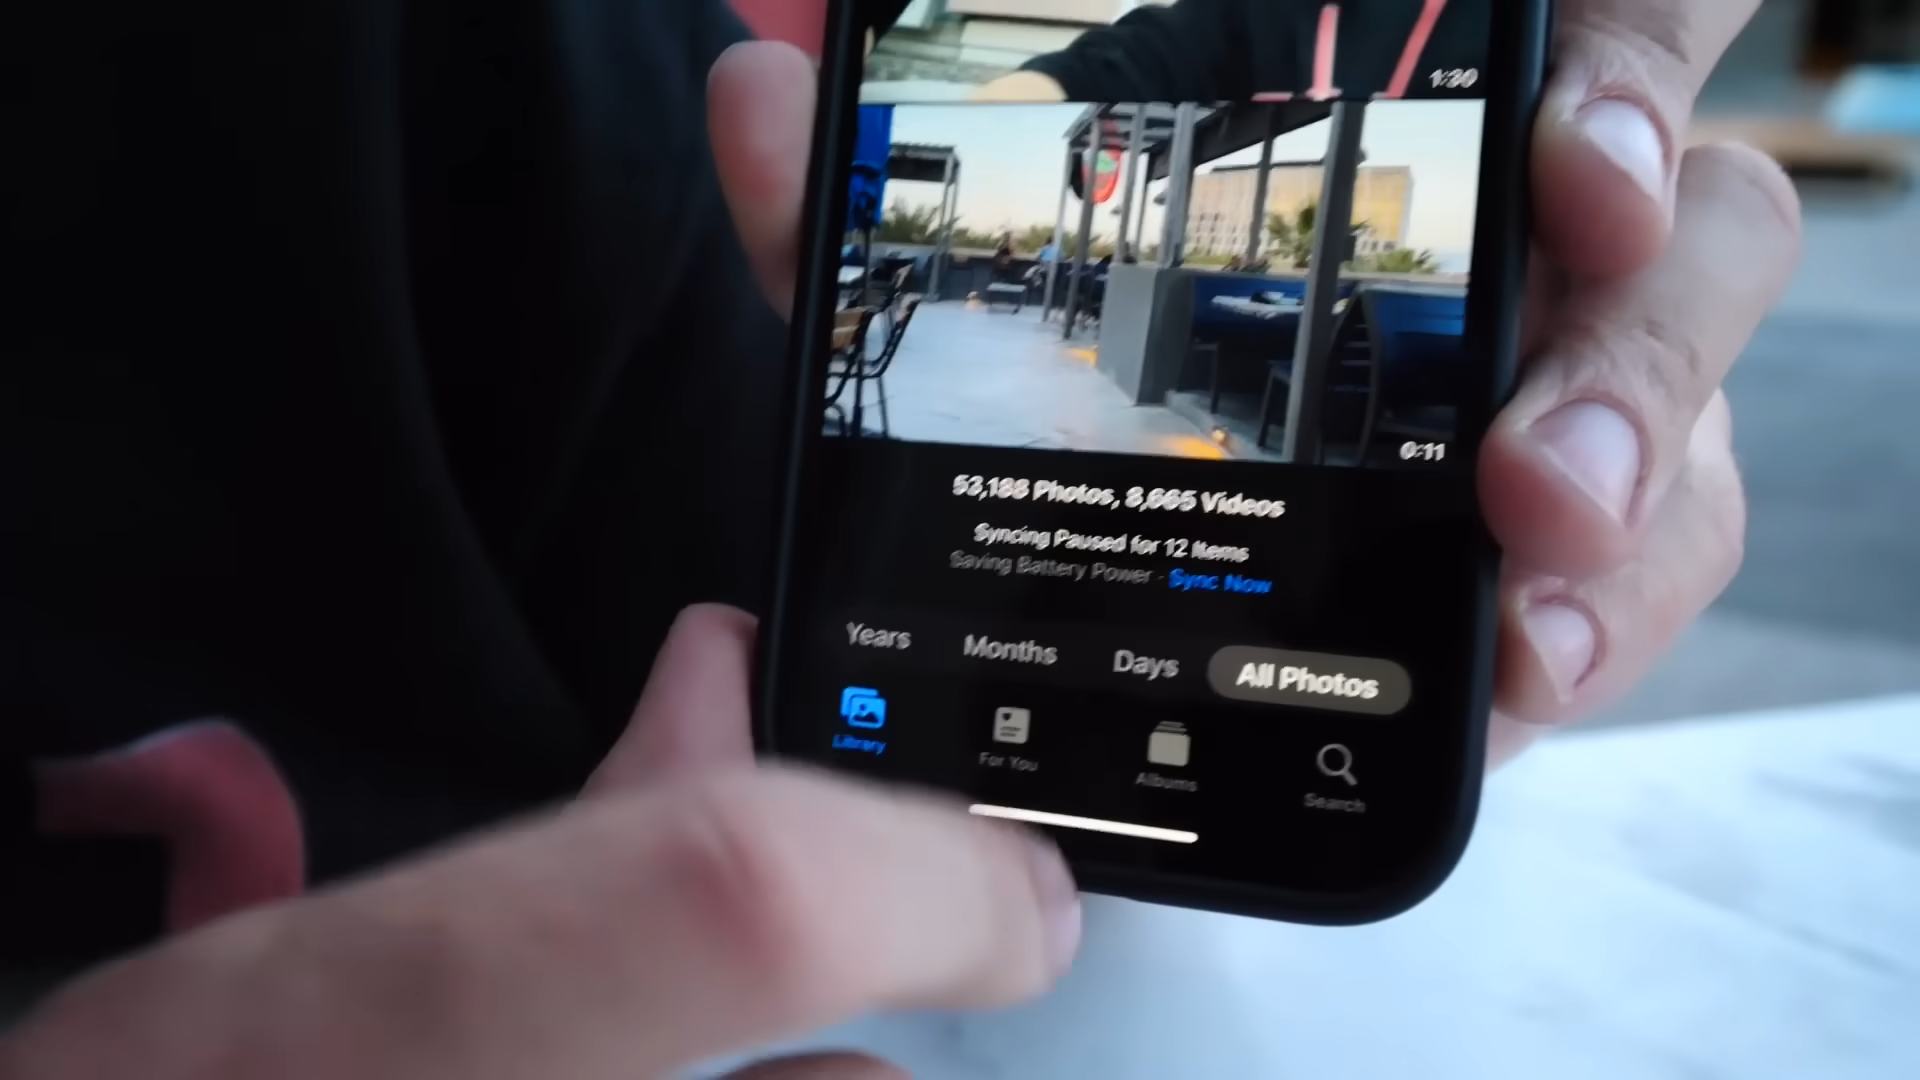 1:30
0:11
53,188 Photos, 8,665 Videos
Syncing Paused for 12 Items
Saving Battery Power · Sync Now
Years Months Days All Photos
Library For You Albums Search